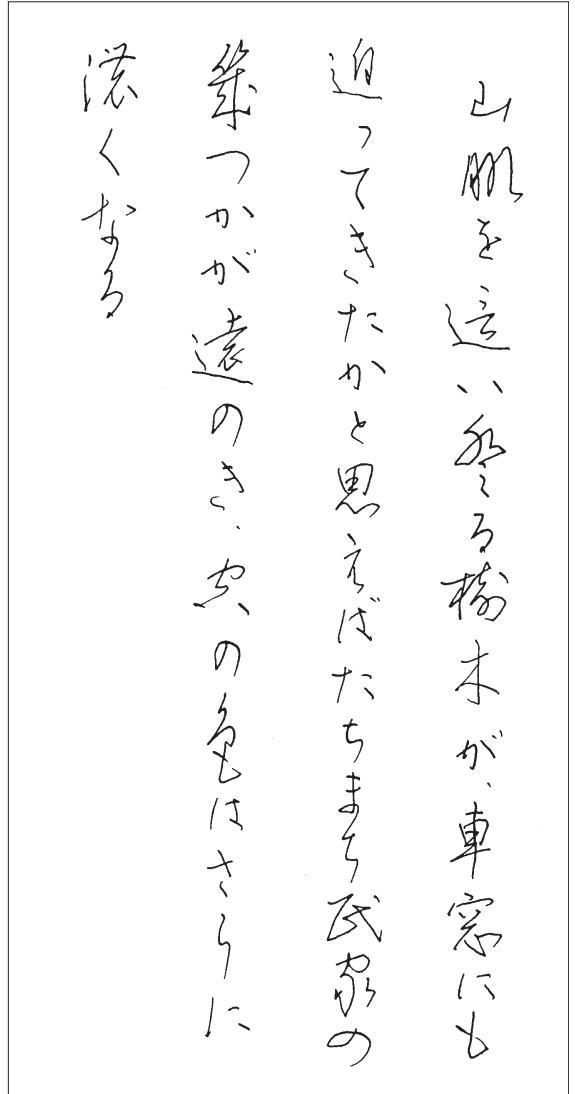 山肌を這い登る樹木が、車窓にも
迫ってきたかと思えばたちまち民家の
幾つかが遠のき、空の色はさらに
濃くなる